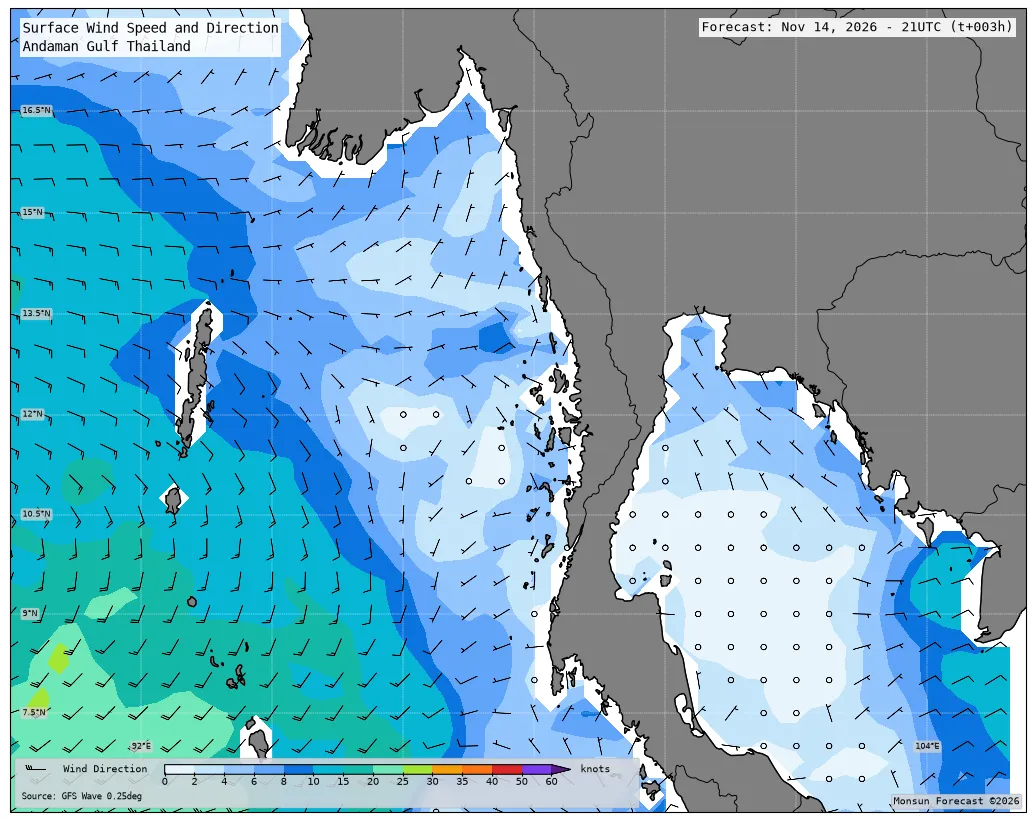 Surface Wind Speed and Direction
Andaman Gulf Thailand
Forecast: Nov 14, 2026 - 21UTC (t+003h)
16.5°N
15°N
13.5°N
12°N
10.5°N
9°N
7.5°N
92°E
104°E
Wind Direction
0 2 4 6 8 10 15 20 25 30 35 40 50 60
knots
Source: GFS Wave 0.25deg
Monsun Forecast ©2026